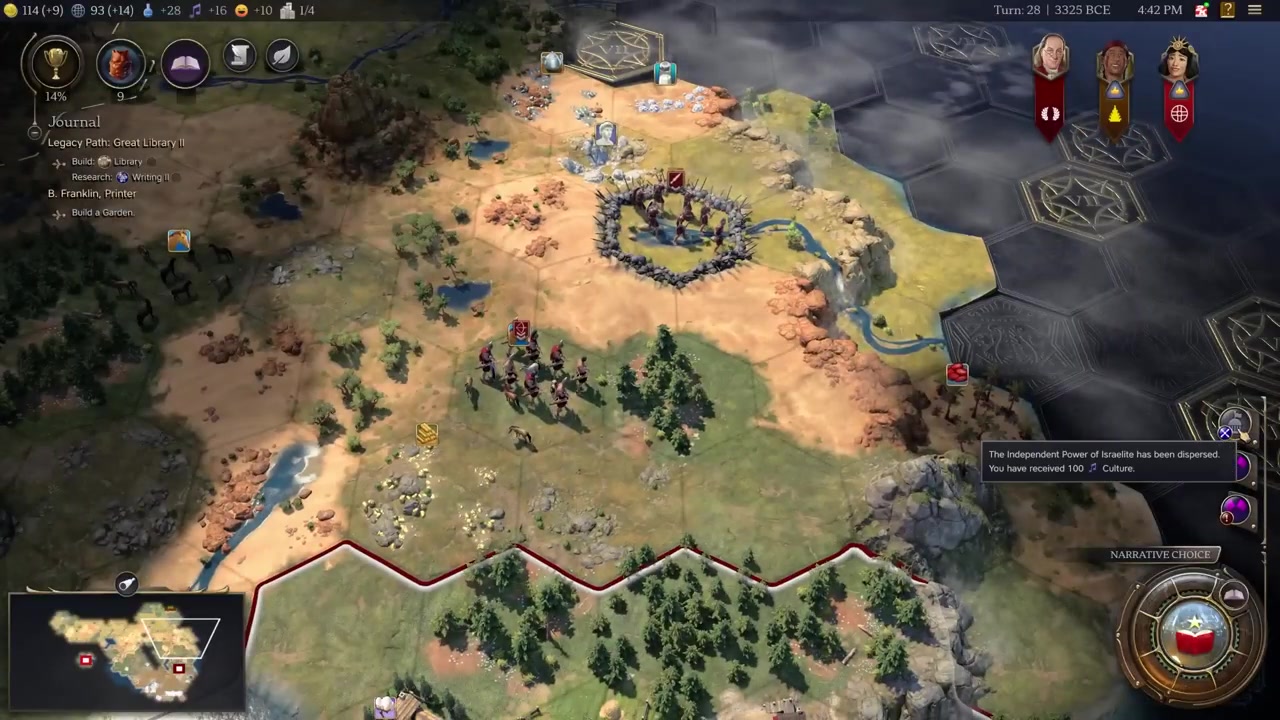 114 (+9) 93 (+14) +28 +16 +10 1/4
Turn: 28 | 3325 BCE 4:42 PM ?
14% 9
Journal
Legacy Path: Great Library II
Build: Library
Research: Writing II
B. Franklin, Printer
Build a Garden.
VII
VII
The Independent Power of Israelite has been dispersed.
You have received 100 Culture.
NARRATIVE CHOICE